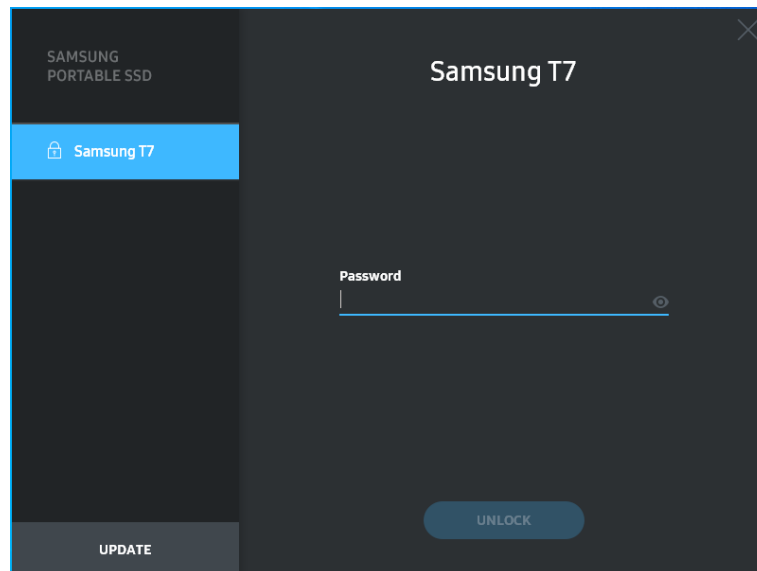 SAMSUNG
PORTABLE SSD
Samsung T7
Samsung T7
Password
UNLOCK
UPDATE